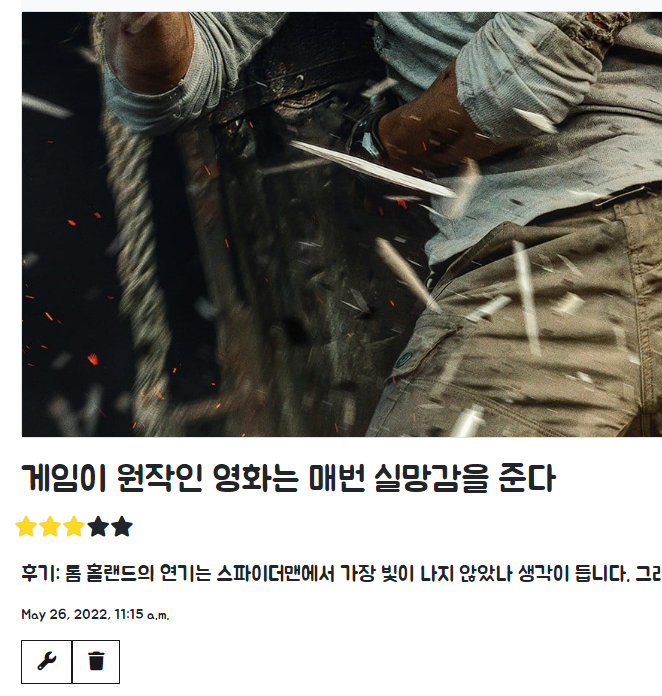 게임이 원작인 영화는 매번 실망감을 준다
후기: 톰 홀랜드의 연기는 스파이더맨에서 가장 빛이 나지 않았나 생각이 듭니다. 그리
May 26, 2022, 11:15 a.m.